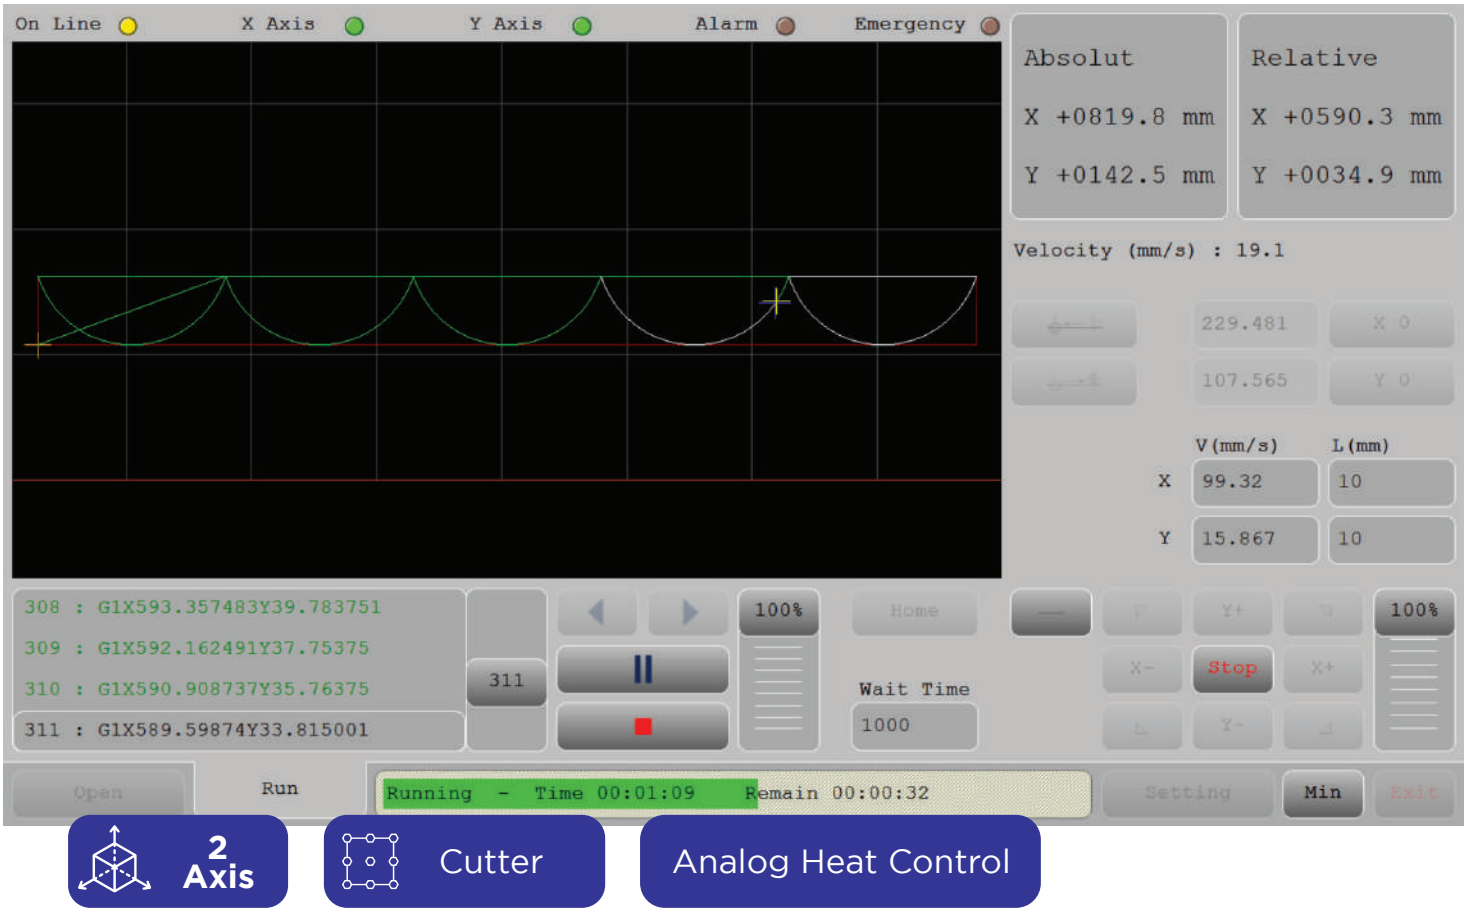 On Line X Axis Y Axis Alarm Emergency
Absolut
X +0819.8 mm
Y +0142.5 mm
Relative
X +0590.3 mm
Y +0034.9 mm
Velocity (mm/s) : 19.1
229.481 X 0
107.565 Y 0
V(mm/s) L(mm)
X 99.32 10
Y 15.867 10
308 : G1X593.357483Y39.783751
309 : G1X592.162491Y37.75375
310 : G1X590.908737Y35.76375
311 : G1X589.59874Y33.815001
311
100%
Home
Wait Time
1000
Y+
X- Stop X+
Y-
100%
Open Run Running - Time 00:01:09 Remain 00:00:32 Setting Min Exit
2
Axis
Cutter
Analog Heat Control